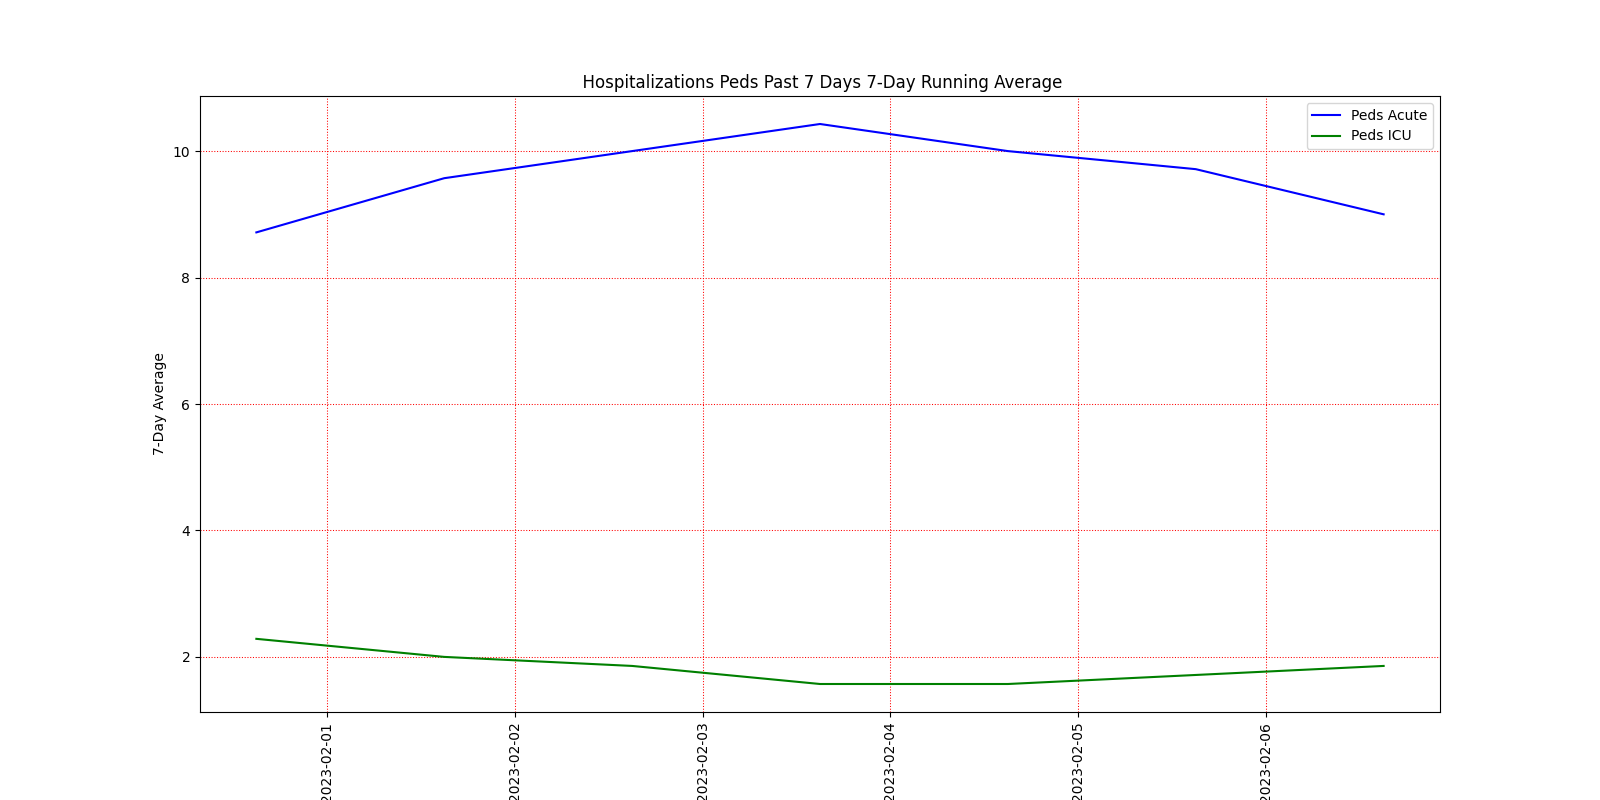 Hospitalizations Peds Past 7 Days 7-Day Running Average
Peds Acute
Peds ICU
7-Day Average
10
8
6
4
2
2023-02-01
2023-02-02
2023-02-03
2023-02-04
2023-02-05
2023-02-06